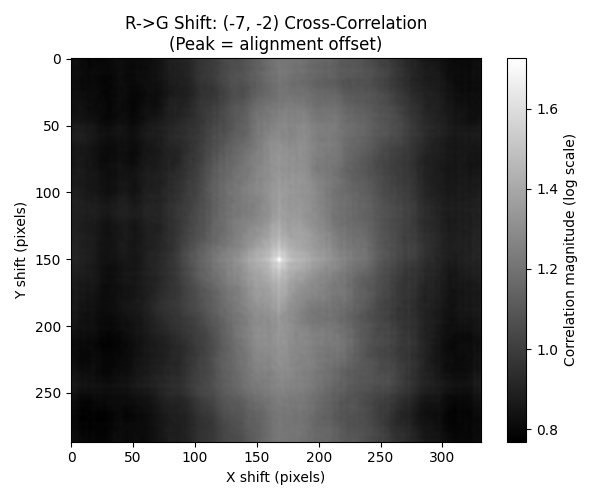 R->G Shift: (-7, -2) Cross-Correlation
(Peak = alignment offset)
0
50
100
150
200
250
Y shift (pixels)
0 50 100 150 200 250 300
X shift (pixels)
1.6
1.4
1.2
1.0
0.8
Correlation magnitude (log scale)